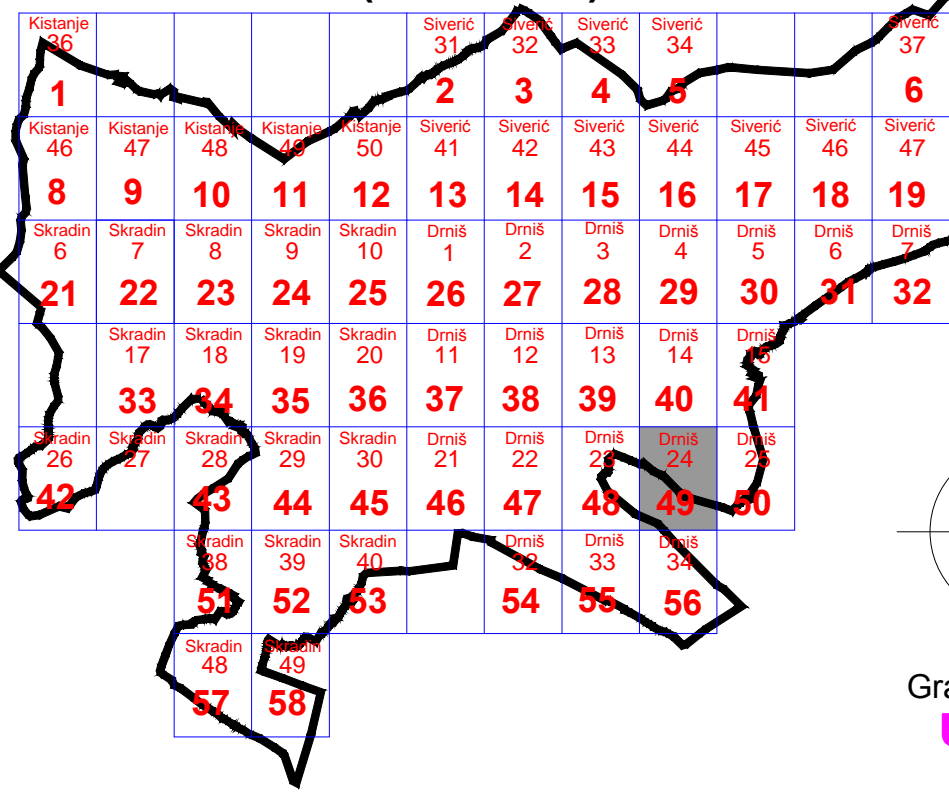 Kistanje Siverić Siverić Siverić Siverić Siverić
36 31 32 33 34 37
1 2 3 4 5 6
Kistanje Kistanje Kistanje Kistanje Kistanje Siverić Siverić Siverić Siverić Siverić Siverić Siverić
46 47 48 49 50 41 42 43 44 45 46 47
8 9 10 11 12 13 14 15 16 17 18 19
Skradin Skradin Skradin Skradin Skradin Drniš Drniš Drniš Drniš Drniš Drniš Drniš
6 7 8 9 10 1 2 3 4 5 6 7
21 22 23 24 25 26 27 28 29 30 31 32
Skradin Skradin Skradin Skradin Drniš Drniš Drniš Drniš Drniš
17 18 19 20 11 12 13 14 15
33 34 35 36 37 38 39 40 41
Skradin Skradin Skradin Skradin Skradin Drniš Drniš Drniš Drniš Drniš
26 27 28 29 30 21 22 23 24 25
42 43 44 45 46 47 48 49 50
Skradin Skradin Skradin Drniš Drniš Drniš
38 39 40 32 33 34
51 52 53 54 55 56
Skradin Skradin
48 49
57 58